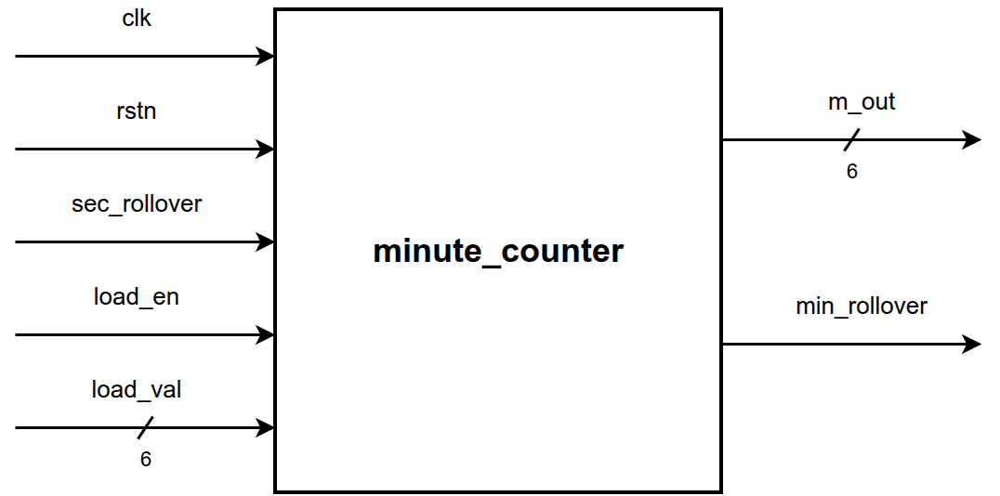 clk
rstn
sec_rollover
load_en
load_val
6
minute_counter
m_out
6
min_rollover